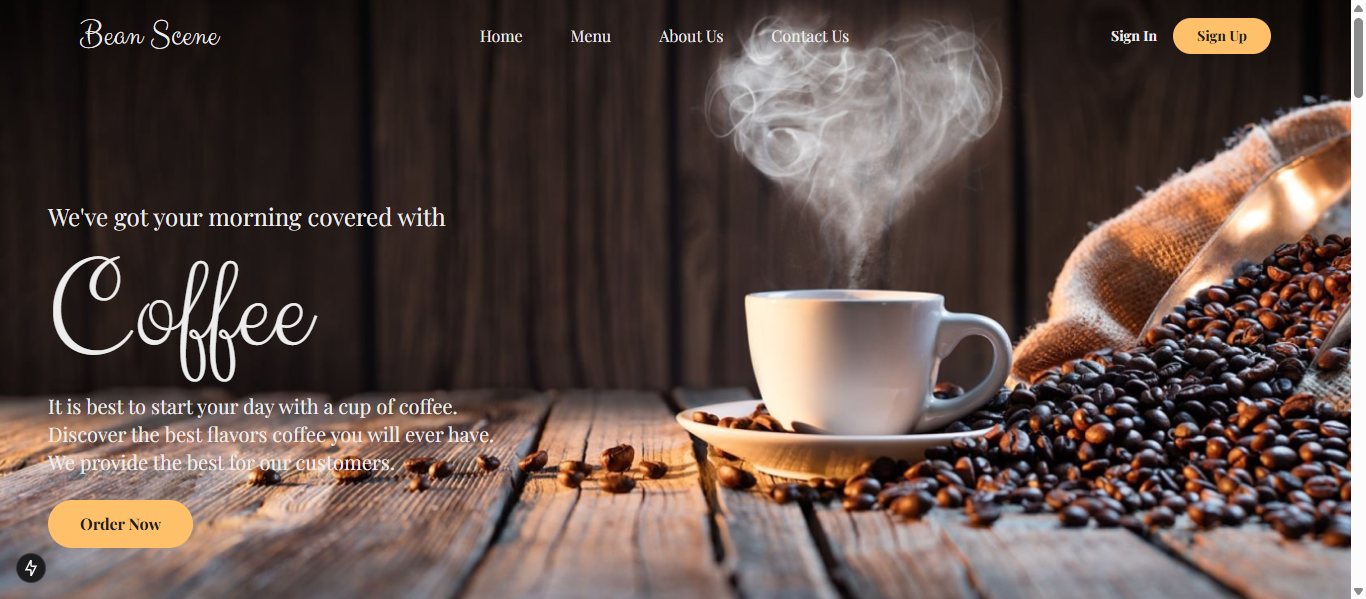 Bean Scene
Home Menu About Us Contact Us
Sign In Sign Up
We've got your morning covered with
Coffee
It is best to start your day with a cup of coffee.
Discover the best flavors coffee you will ever have.
We provide the best for our customers.
Order Now